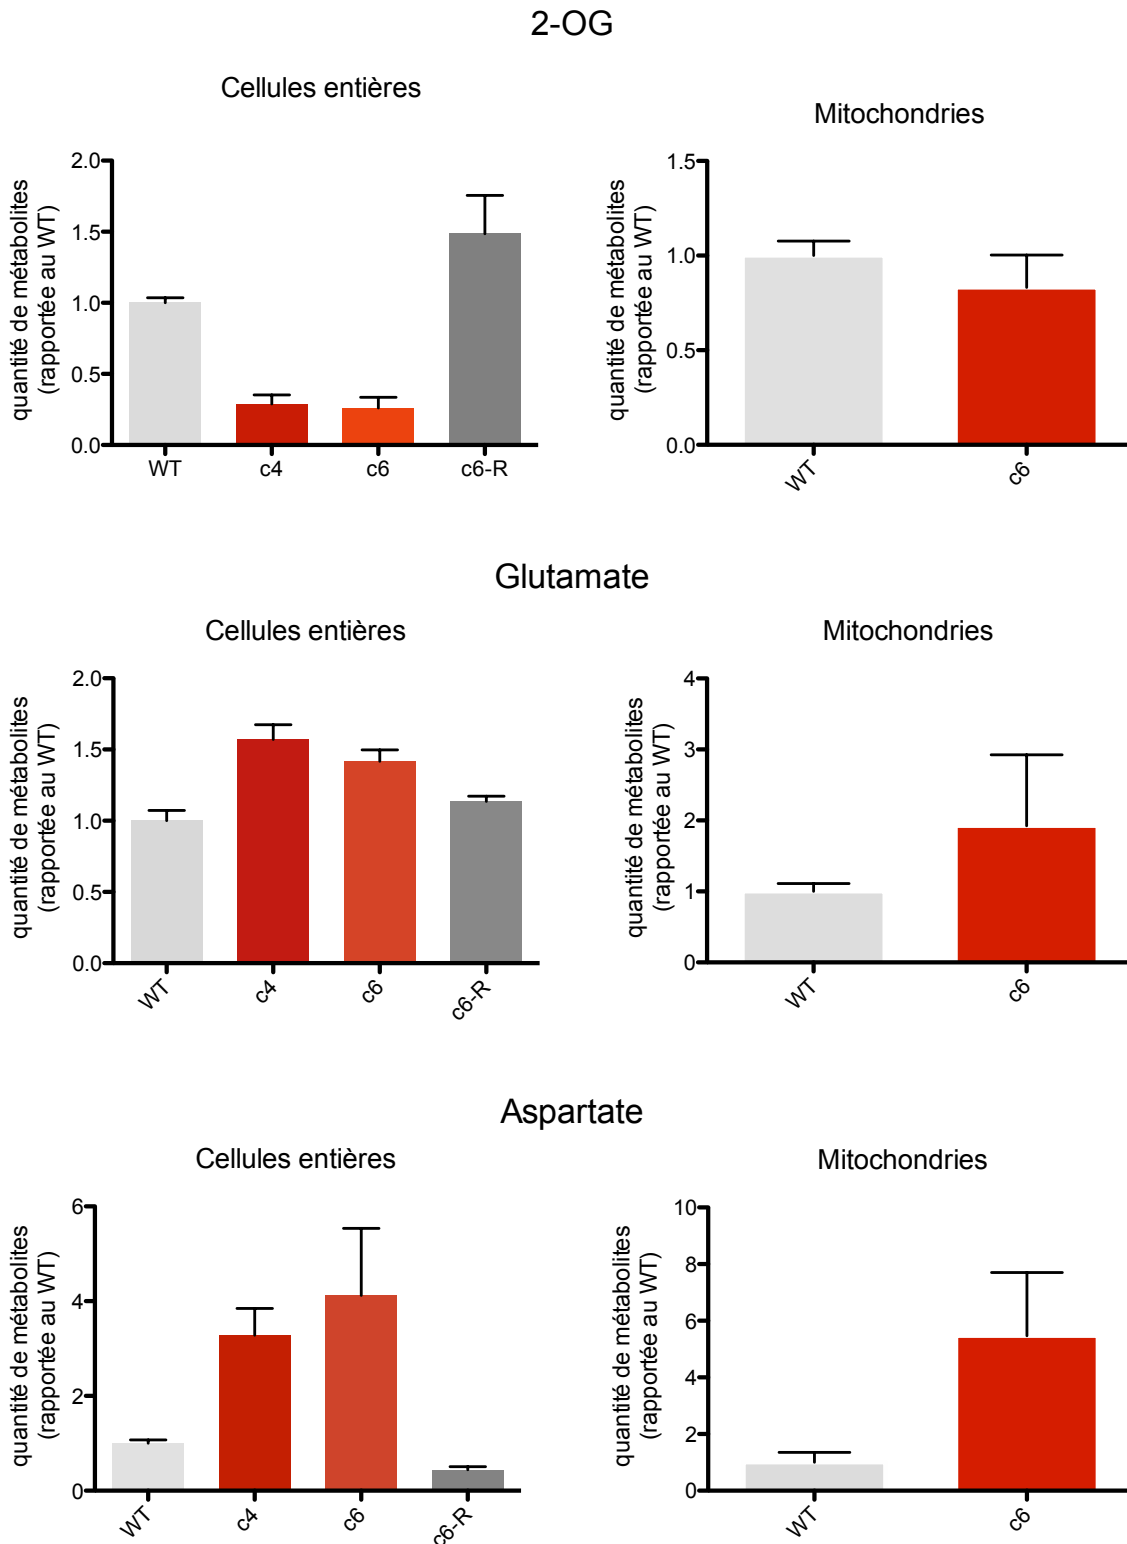 2-OG
Cellules entières
quantité de métabolites
(rapportée au WT)
2.0
1.5
1.0
0.5
0.0
WT c4 c6 c6-R
Mitochondries
quantité de métabolites
(rapportée au WT)
1.5
1.0
0.5
0.0
WT c6
Glutamate
Cellules entières
quantité de métabolites
(rapportée au WT)
2.0
1.5
1.0
0.5
0.0
WT c4 c6 c6-R
Mitochondries
quantité de métabolites
(rapportée au WT)
4
3
2
1
0
WT c6
Aspartate
Cellules entières
quantité de métabolites
(rapportée au WT)
6
4
2
0
WT c4 c6 c6-R
Mitochondries
quantité de métabolites
(rapportée au WT)
10
8
6
4
2
0
WT c6